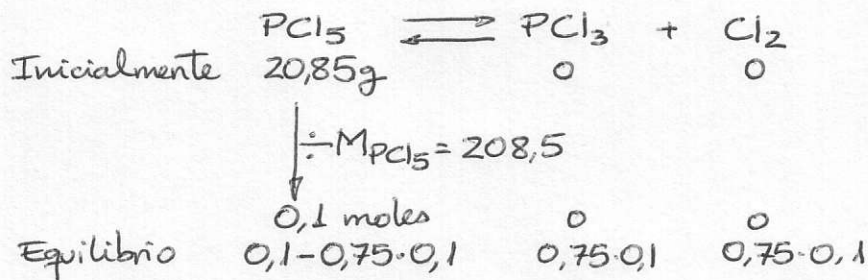 PCl5 ⇌ PCl3 + Cl2
Inicialmente 20,85g 0 0
÷MPCl5 = 208,5
0,1 moles 0 0
Equilibrio 0,1-0,75·0,1 0,75·0,1 0,75·0,1